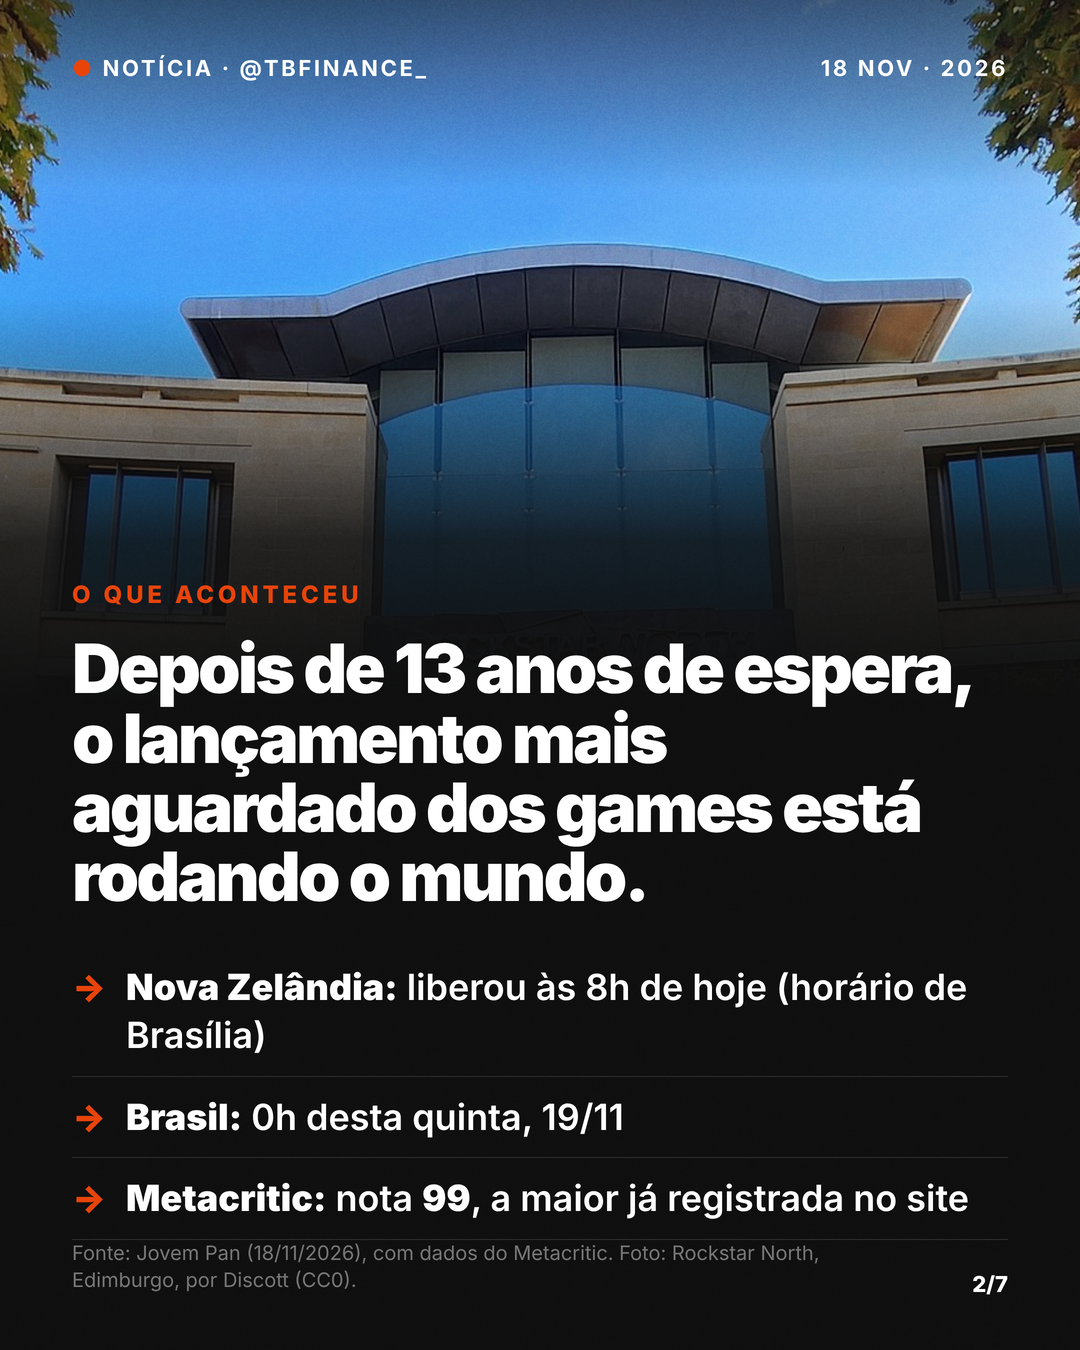 NOTÍCIA · @TBFINANCE_
18 NOV · 2026
O QUE ACONTECEU
Depois de 13 anos de espera,
o lançamento mais
aguardado dos games está
rodando o mundo.
→ Nova Zelândia: liberou às 8h de hoje (horário de
Brasília)
→ Brasil: 0h desta quinta, 19/11
→ Metacritic: nota 99, a maior já registrada no site
Fonte: Jovem Pan (18/11/2026), com dados do Metacritic. Foto: Rockstar North,
Edimburgo, por Discott (CC0).
2/7